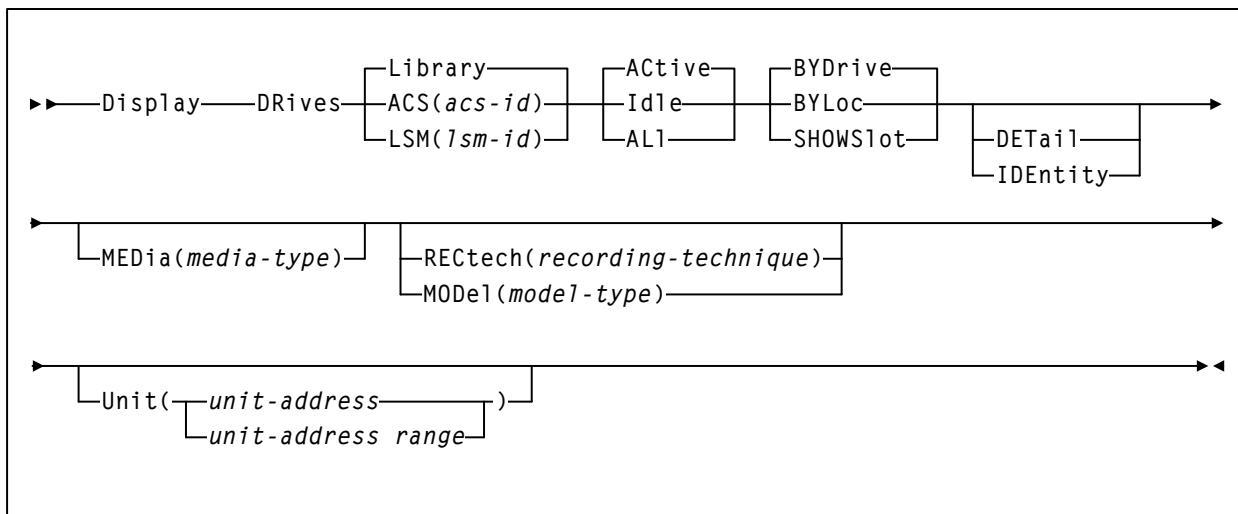 Library ACtive BYDrive
Display DRives ACS(acs-id) Idle BYLoc
LSM(lsm-id) ALl SHOWSlot DETail
IDEntity
MEDia(media-type) RECtech(recording-technique)
MODel(model-type)
Unit( unit-address )
unit-address range